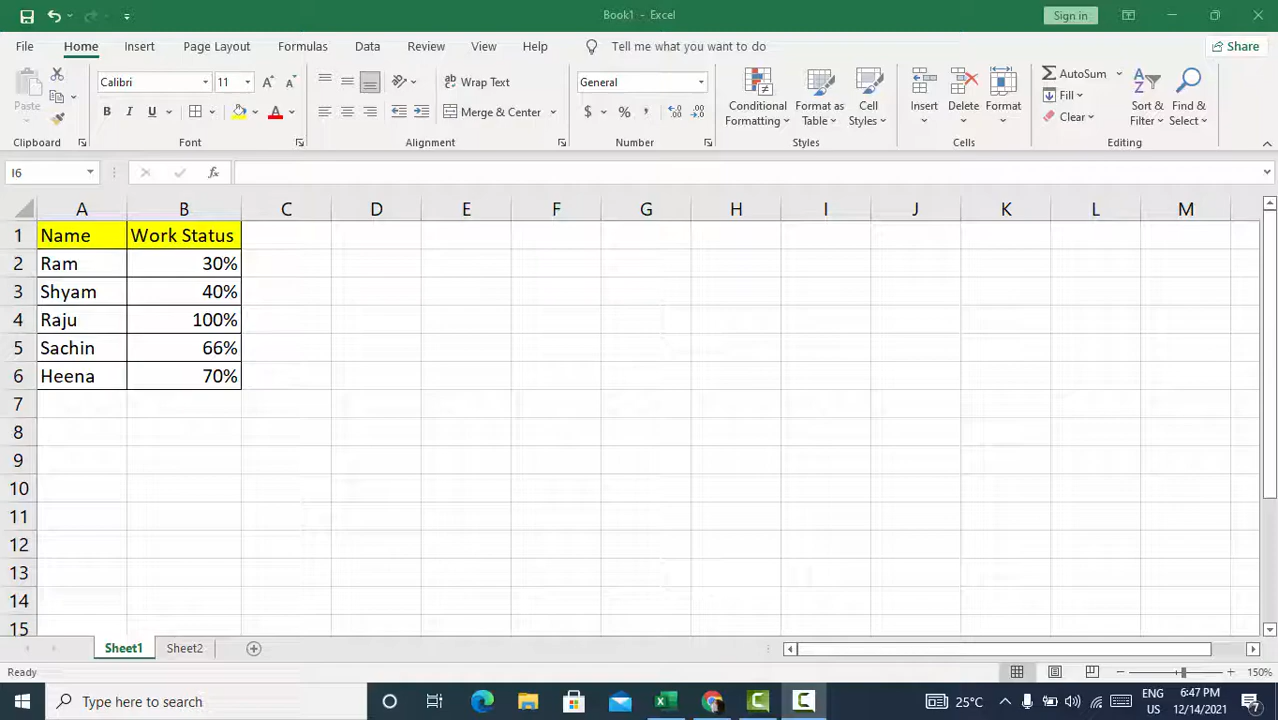 Book1 - Excel
Sign in
File Home Insert Page Layout Formulas Data Review View Help Tell me what you want to do Share
Paste
Clipboard
Calibri 11
B I U
Font
Wrap Text
Merge & Center
Alignment
General
$ % ,
Number
Conditional Formatting
Format as Table
Cell Styles
Styles
Insert
Delete
Format
Cells
AutoSum
Fill
Clear
Sort & Filter
Find & Select
Editing
I6
fx
A B C D E F G H I J K L M
1 Name Work Status
2 Ram 30%
3 Shyam 40%
4 Raju 100%
5 Sachin 66%
6 Heena 70%
7
8
9
10
11
12
13
14
15
Sheet1 Sheet2
Ready
150%
Type here to search
25°C
ENG
US
6:47 PM
12/14/2021
7